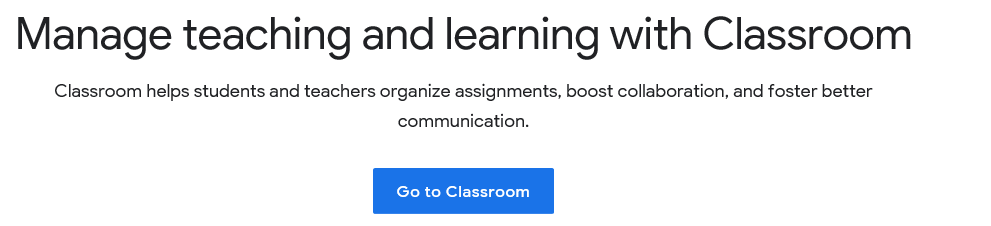 Manage teaching and learning with Classroom
Classroom helps students and teachers organize assignments, boost collaboration, and foster better
communication.
Go to Classroom